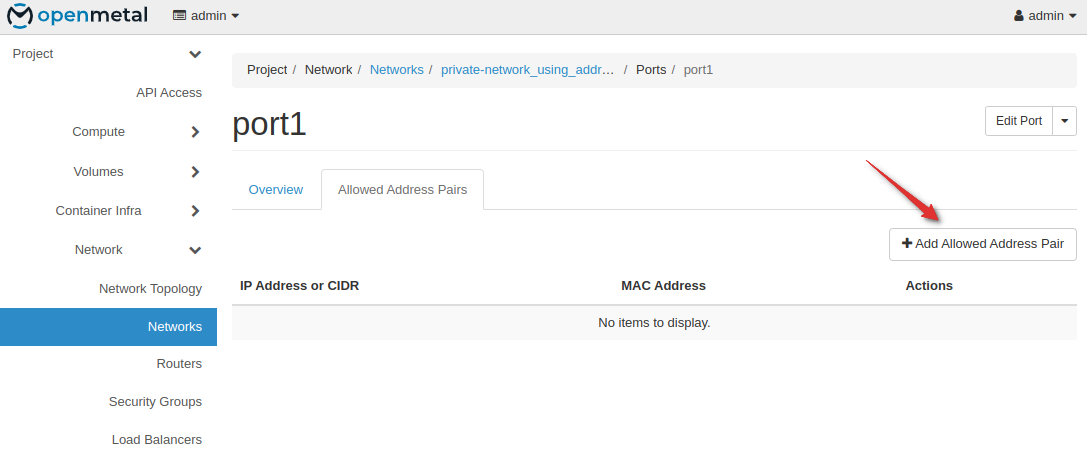 openmetal admin admin
Project
API Access
Compute
Volumes
Container Infra
Network
Network Topology
Networks
Routers
Security Groups
Load Balancers
Project / Network / Networks / private-network_using_addr… / Ports / port1
port1
Edit Port
Overview Allowed Address Pairs
Add Allowed Address Pair
IP Address or CIDR MAC Address Actions
No items to display.